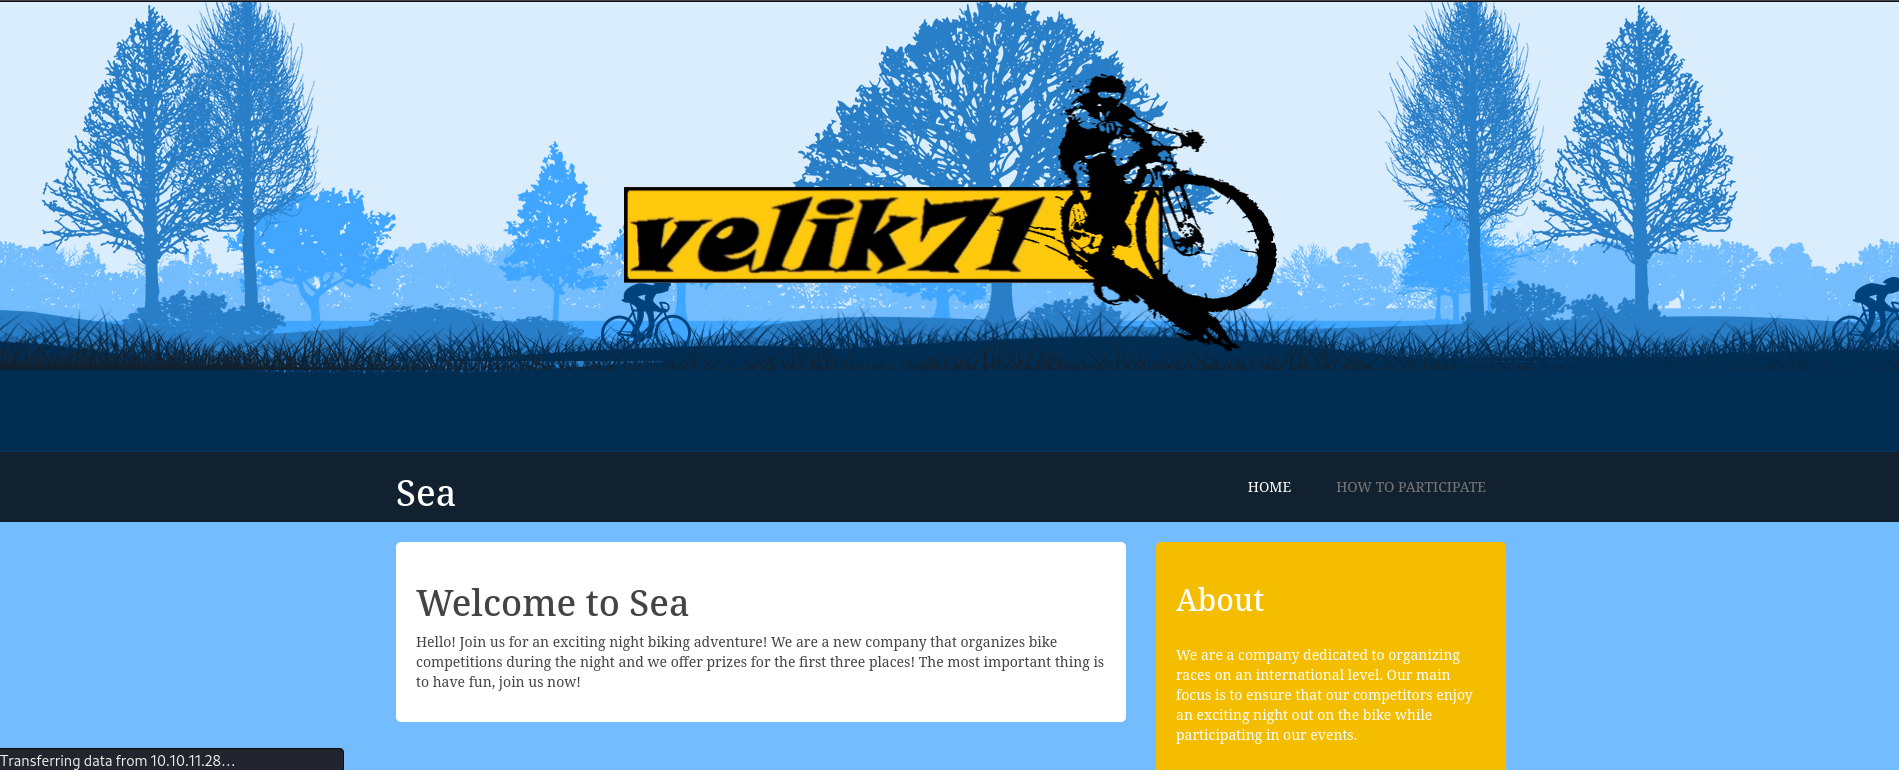 velik71
Sea
HOME
HOW TO PARTICIPATE
Welcome to Sea
Hello! Join us for an exciting night biking adventure! We are a new company that organizes bike
competitions during the night and we offer prizes for the first three places! The most important thing is
to have fun, join us now!
About
We are a company dedicated to organizing
races on an international level. Our main
focus is to ensure that our competitors enjoy
an exciting night out on the bike while
participating in our events.
Transferring data from 10.10.11.28...